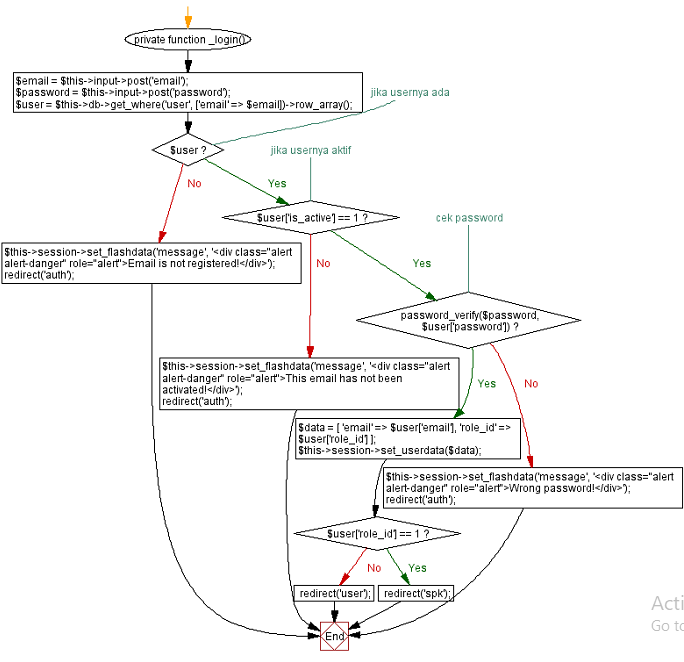 private function _login()
$email = $this->input->post('email');
$password = $this->input->post('password');
$user = $this->db->get_where('user', ['email' => $email])->row_array();
jika usernya ada
$user ?
jika usernya aktif
No
Yes
$user['is_active'] == 1 ?
cek password
$this->session->set_flashdata('message', '<div class="alert
alert-danger" role="alert">Email is not registered!</div>');
redirect('auth');
No
Yes
password_verify($password,
$user['password']) ?
$this->session->set_flashdata('message', '<div class="alert
alert-danger" role="alert">This email has not been
activated!</div>');
redirect('auth');
Yes
No
$data = [ 'email' => $user['email'], 'role_id' =>
$user['role_id'] ];
$this->session->set_userdata($data);
$this->session->set_flashdata('message', '<div class="alert
alert-danger" role="alert">Wrong password!</div>');
redirect('auth');
$user['role_id'] == 1 ?
No
Yes
redirect('user');
redirect('spk');
End
Acti
Go to